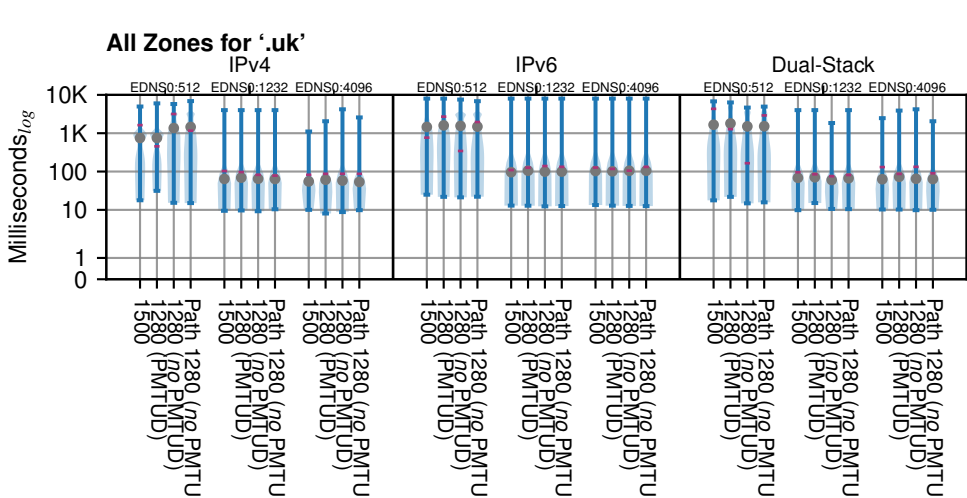 All Zones for ‘.uk’
IPv4
IPv6
Dual-Stack
EDNS0:512
EDNS0:1232
EDNS0:4096
EDNS0:512
EDNS0:1232
EDNS0:4096
EDNS0:512
EDNS0:1232
EDNS0:4096
Milliseconds_log
10K
1K
100
10
1
0
1500
1280 (PMTUD)
1280 (no PMTUD)
Path 1280 (no PMTU
1500
1280 (PMTUD)
1280 (no PMTUD)
Path 1280 (no PMTU
1500
1280 (PMTUD)
1280 (no PMTUD)
Path 1280 (no PMTU
1500
1280 (PMTUD)
1280 (no PMTUD)
Path 1280 (no PMTU
1500
1280 (PMTUD)
1280 (no PMTUD)
Path 1280 (no PMTU
1500
1280 (PMTUD)
1280 (no PMTUD)
Path 1280 (no PMTU
1500
1280 (PMTUD)
1280 (no PMTUD)
Path 1280 (no PMTU
1500
1280 (PMTUD)
1280 (no PMTUD)
Path 1280 (no PMTU
1500
1280 (PMTUD)
1280 (no PMTUD)
Path 1280 (no PMTU